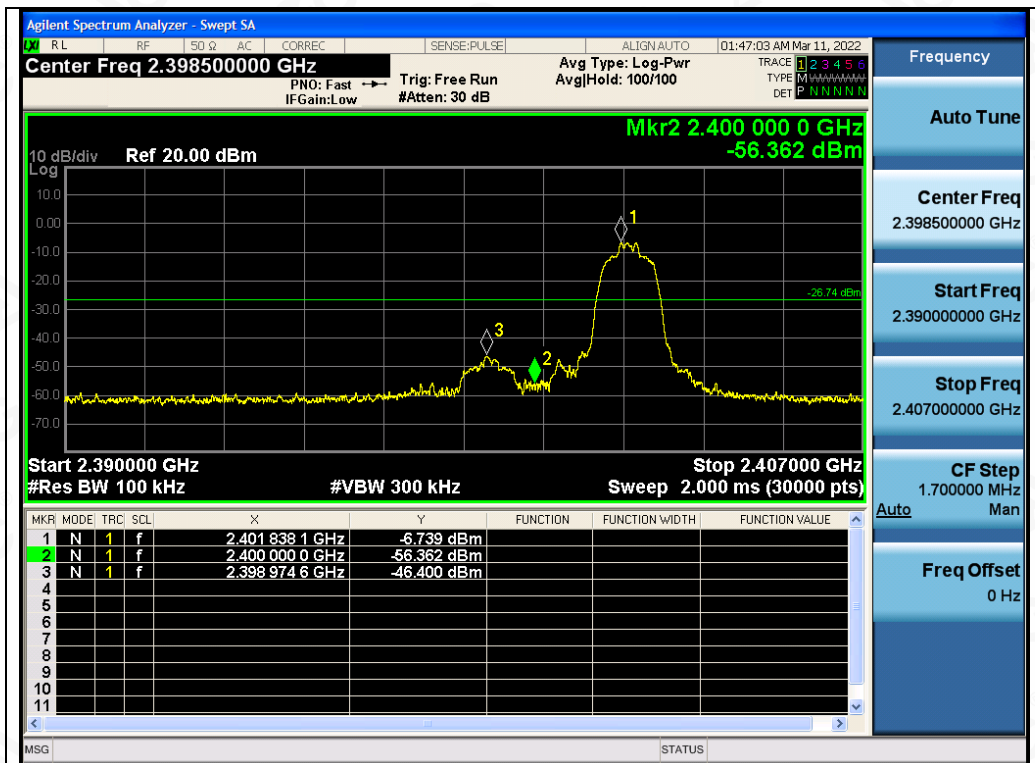 Agilent Spectrum Analyzer - Swept SA
LXI RL RF 50 Ω AC CORREC SENSE:PULSE ALIGN AUTO 01:47:03 AM Mar 11, 2022
Center Freq 2.398500000 GHz
PNO: Fast
IFGain:Low
Trig: Free Run
#Atten: 30 dB
Avg Type: Log-Pwr
Avg|Hold: 100/100
TRACE 1 2 3 4 5 6
TYPE M
DET P N N N N N
Mkr2 2.400 000 0 GHz
-56.362 dBm
10 dB/div Ref 20.00 dBm
Log
10.0
0.00
-10.0
-20.0
-30.0
-40.0
-50.0
-60.0
-70.0
1
-26.74 dBm
3
2
Start 2.390000 GHz Stop 2.407000 GHz
#Res BW 100 kHz #VBW 300 kHz Sweep 2.000 ms (30000 pts)
MKR MODE TRC SCL X Y FUNCTION FUNCTION WIDTH FUNCTION VALUE
1 N 1 f 2.401 838 1 GHz -6.739 dBm
2 N 1 f 2.400 000 0 GHz -56.362 dBm
3 N 1 f 2.398 974 6 GHz -46.400 dBm
4
5
6
7
8
9
10
11
MSG STATUS
Frequency
Auto Tune
Center Freq
2.398500000 GHz
Start Freq
2.390000000 GHz
Stop Freq
2.407000000 GHz
CF Step
1.700000 MHz
Auto Man
Freq Offset
0 Hz